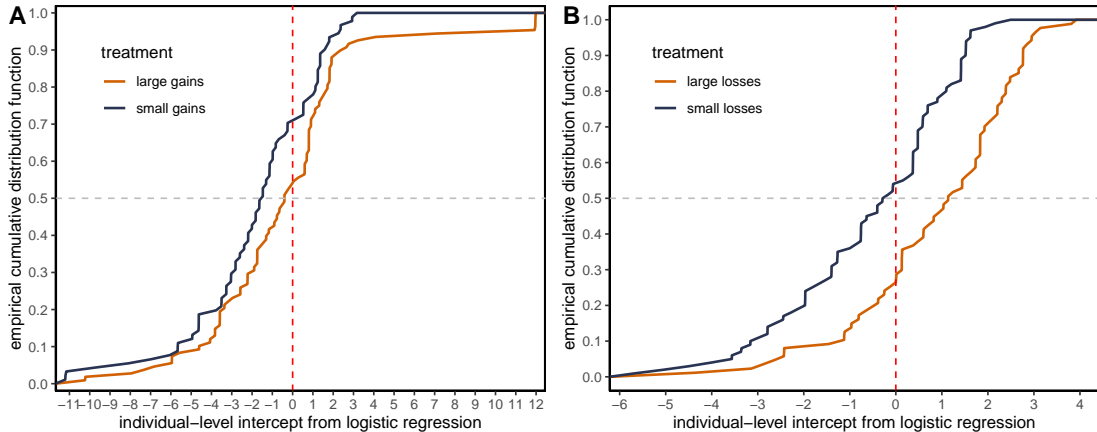 A
empirical cumulative distribution function
1.0
0.9
0.8
0.7
0.6
0.5
0.4
0.3
0.2
0.1
0.0
treatment
large gains
small gains
−11 −10 −9 −8 −7 −6 −5 −4 −3 −2 −1 0 1 2 3 4 5 6 7 8 9 10 11 12
individual−level intercept from logistic regression
B
empirical cumulative distribution function
1.0
0.9
0.8
0.7
0.6
0.5
0.4
0.3
0.2
0.1
0.0
treatment
large losses
small losses
−6 −5 −4 −3 −2 −1 0 1 2 3 4
individual−level intercept from logistic regression